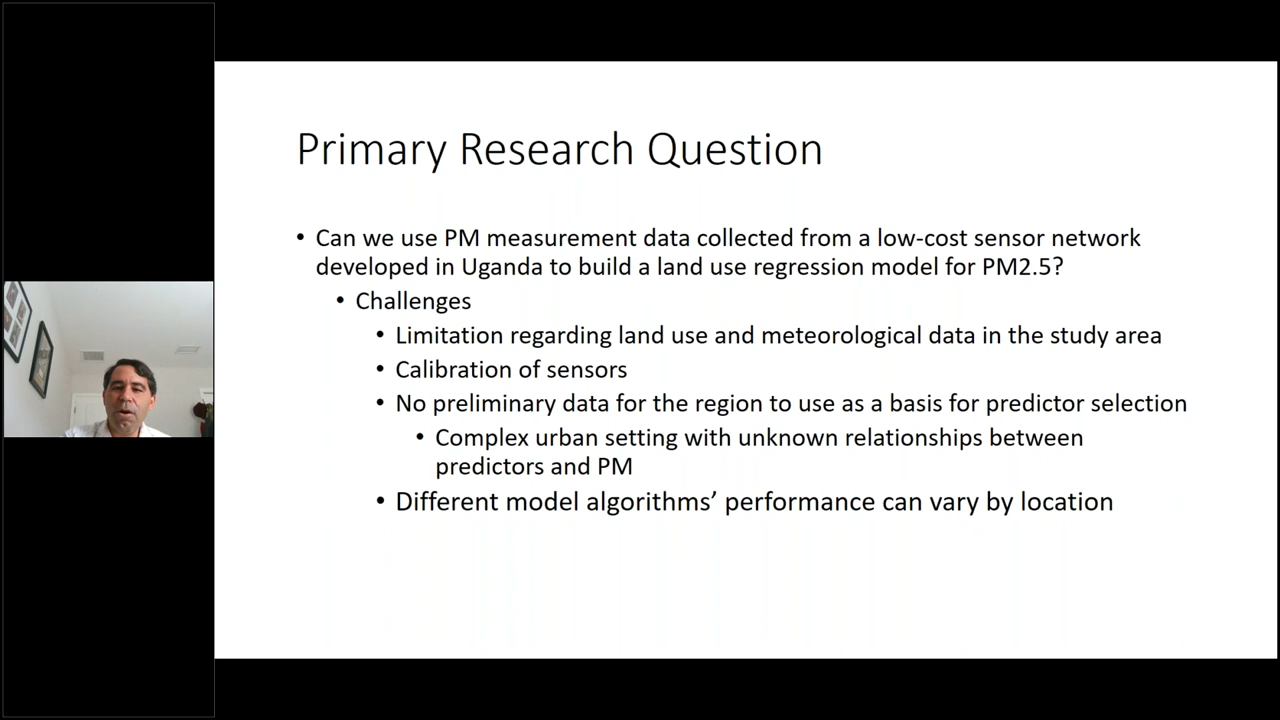 Primary Research Question
• Can we use PM measurement data collected from a low-cost sensor network
developed in Uganda to build a land use regression model for PM2.5?
• Challenges
• Limitation regarding land use and meteorological data in the study area
• Calibration of sensors
• No preliminary data for the region to use as a basis for predictor selection
• Complex urban setting with unknown relationships between
predictors and PM
• Different model algorithms’ performance can vary by location